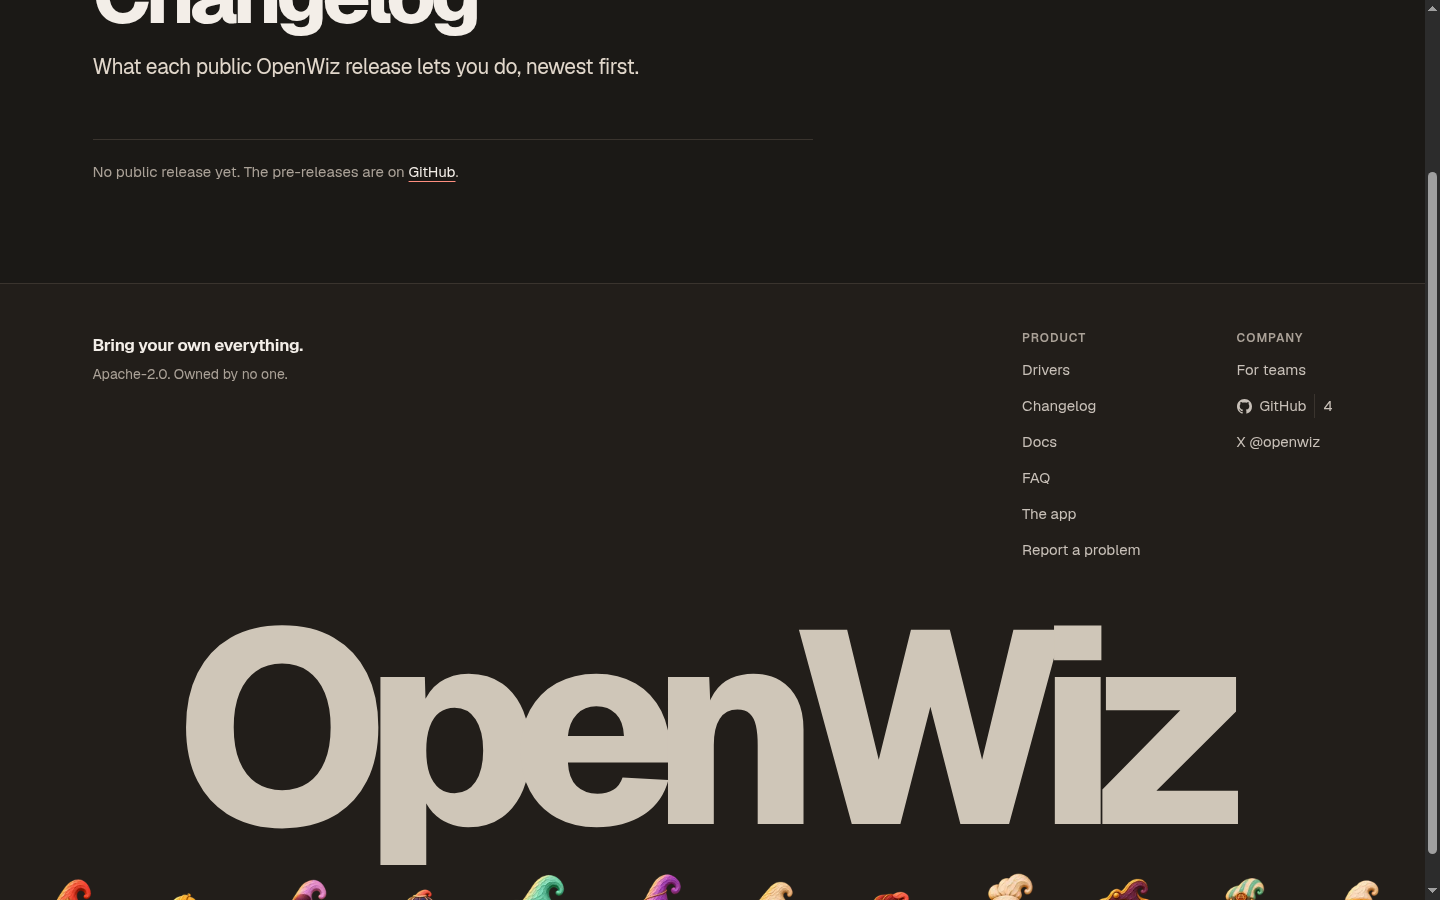 Changelog
What each public OpenWiz release lets you do, newest first.
No public release yet. The pre-releases are on GitHub.
Bring your own everything.
Apache-2.0. Owned by no one.
PRODUCT
Drivers
Changelog
Docs
FAQ
The app
Report a problem
COMPANY
For teams
GitHub 4
X @openwiz
OpenWiz